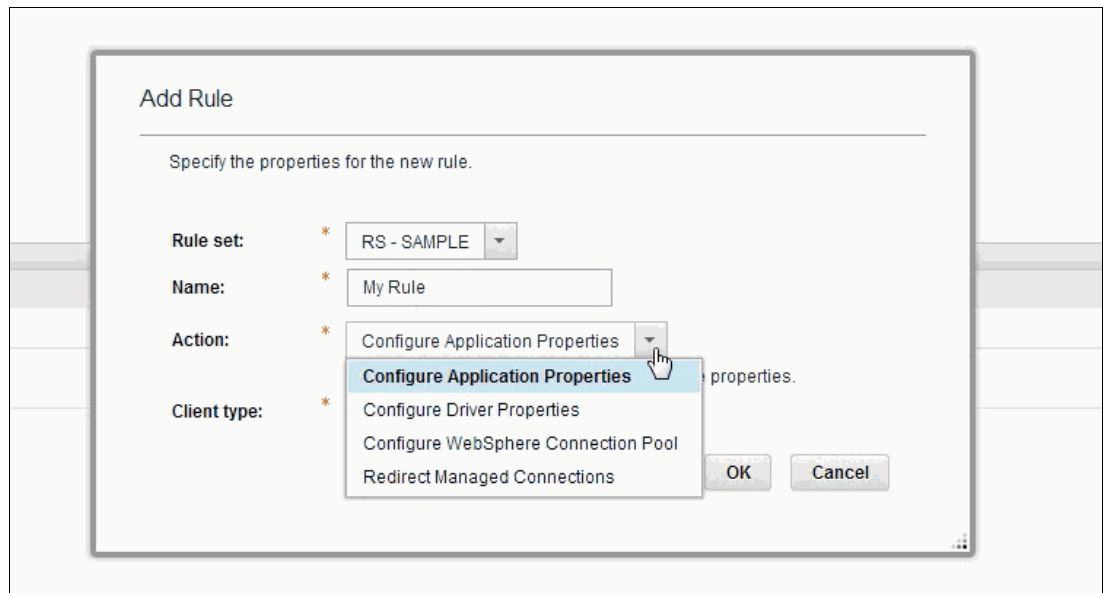 Add Rule
Specify the properties for the new rule.
Rule set: * RS - SAMPLE
Name: * My Rule
Action: * Configure Application Properties
Configure Application Properties
properties.
Client type: *
Configure Driver Properties
Configure WebSphere Connection Pool
Redirect Managed Connections
OK Cancel